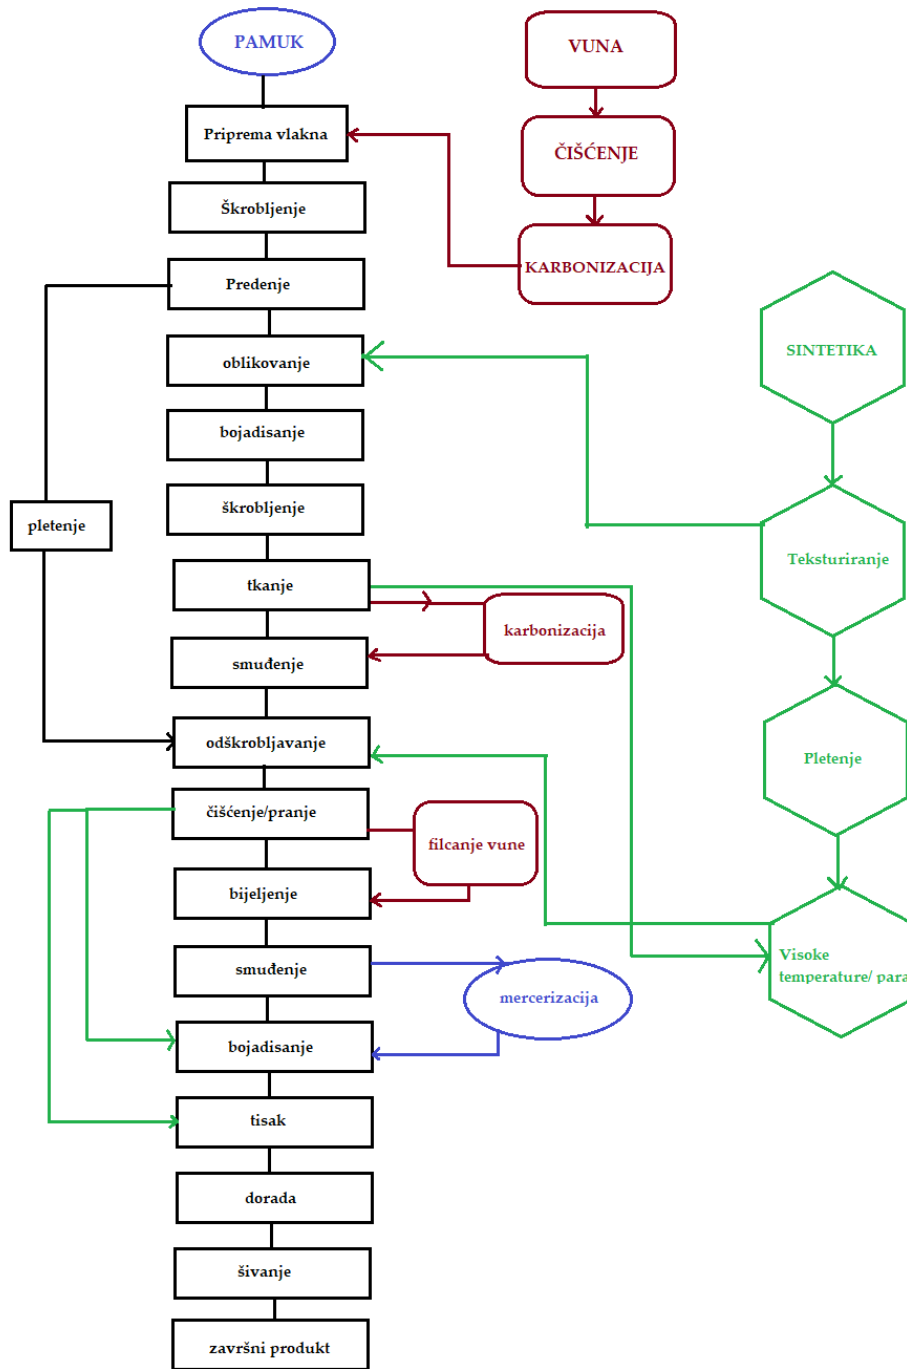 PAMUK
VUNA
Priprema vlakna
ČIŠĆENJE
Škrobljenje
KARBONIZACIJA
Predenje
SINTETIKA
oblikovanje
bojadisanje
škrobljenje
pletenje
Teksturiranje
tkanje
karbonizacija
smuđenje
odškrobljavanje
Pletenje
čišćenje/pranje
filcanje vune
bijeljenje
smuđenje
Visoke
temperature/ para
mercerizacija
bojadisanje
tisak
dorada
šivanje
završni produkt